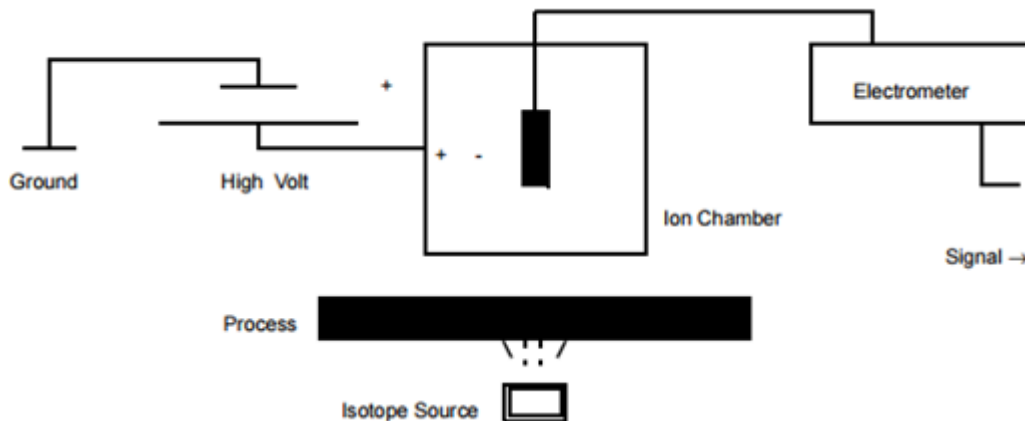 +
Electrometer
+ -
Ground
High Volt
Ion Chamber
Signal →
Process
Isotope Source